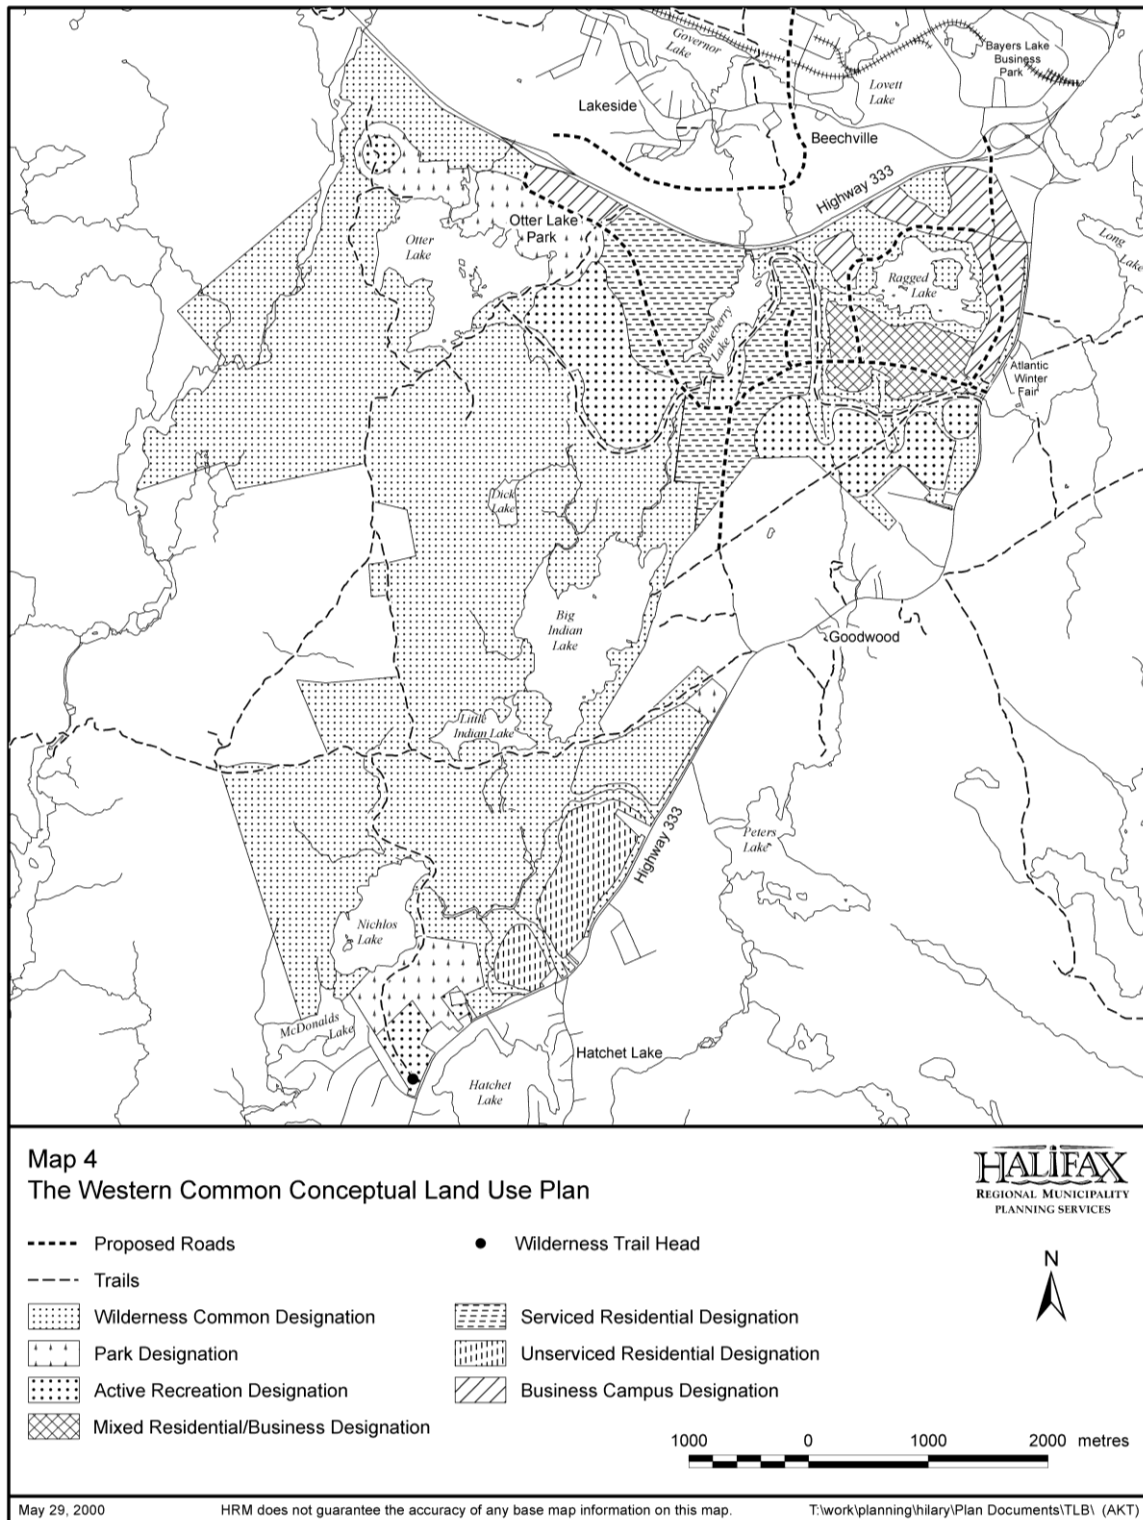 Governor
Lake
Bayers Lake
Business
Park
Lakeside
Lovett
Lake
Beechville
Highway 333
Otter Lake
Park
Otter
Lake
Long
Lake
Ragged
Lake
Blueberry
Lake
Atlantic
Winter
Fair
Dick
Lake
Big
Indian
Lake
Goodwood
Little
Indian Lake
Highway 333
Peters
Lake
Nichlos
Lake
McDonalds
Lake
Hatchet Lake
Hatchet
Lake
Map 4
The Western Common Conceptual Land Use Plan
HALIFAX
REGIONAL MUNICIPALITY
PLANNING SERVICES
Proposed Roads
Wilderness Trail Head
N
Trails
Wilderness Common Designation
Serviced Residential Designation
Park Designation
Unserviced Residential Designation
Active Recreation Designation
Business Campus Designation
Mixed Residential/Business Designation
1000 0 1000 2000 metres
May 29, 2000 HRM does not guarantee the accuracy of any base map information on this map. T:\work\planning\hilary\Plan Documents\TLB\ (AKT)